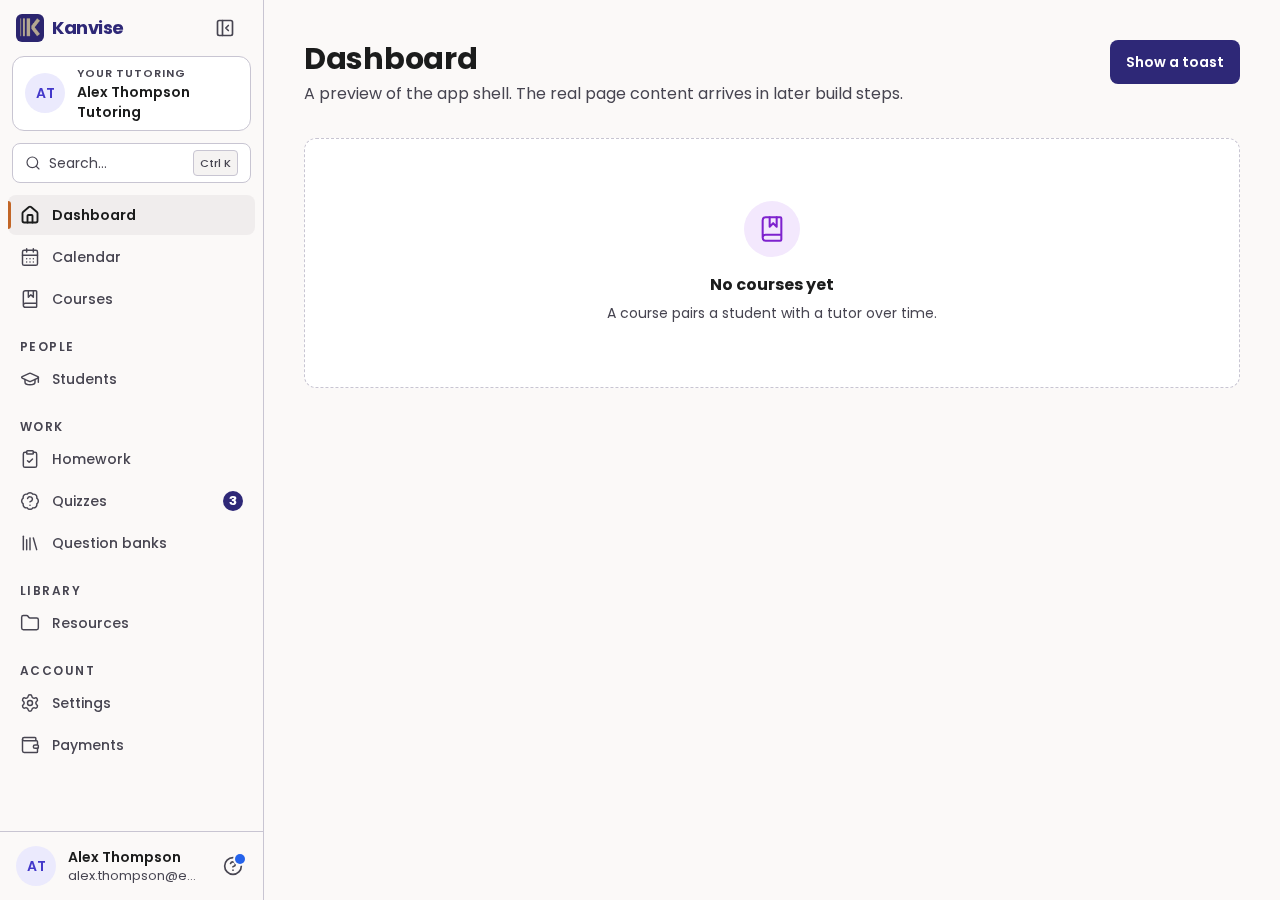 Kanvise
YOUR TUTORING
AT
Alex Thompson
Tutoring
Search...
Ctrl K
Dashboard
Calendar
Courses
PEOPLE
Students
WORK
Homework
Quizzes
3
Question banks
LIBRARY
Resources
ACCOUNT
Settings
Payments
AT
Alex Thompson
alex.thompson@e...
Dashboard
A preview of the app shell. The real page content arrives in later build steps.
Show a toast
No courses yet
A course pairs a student with a tutor over time.